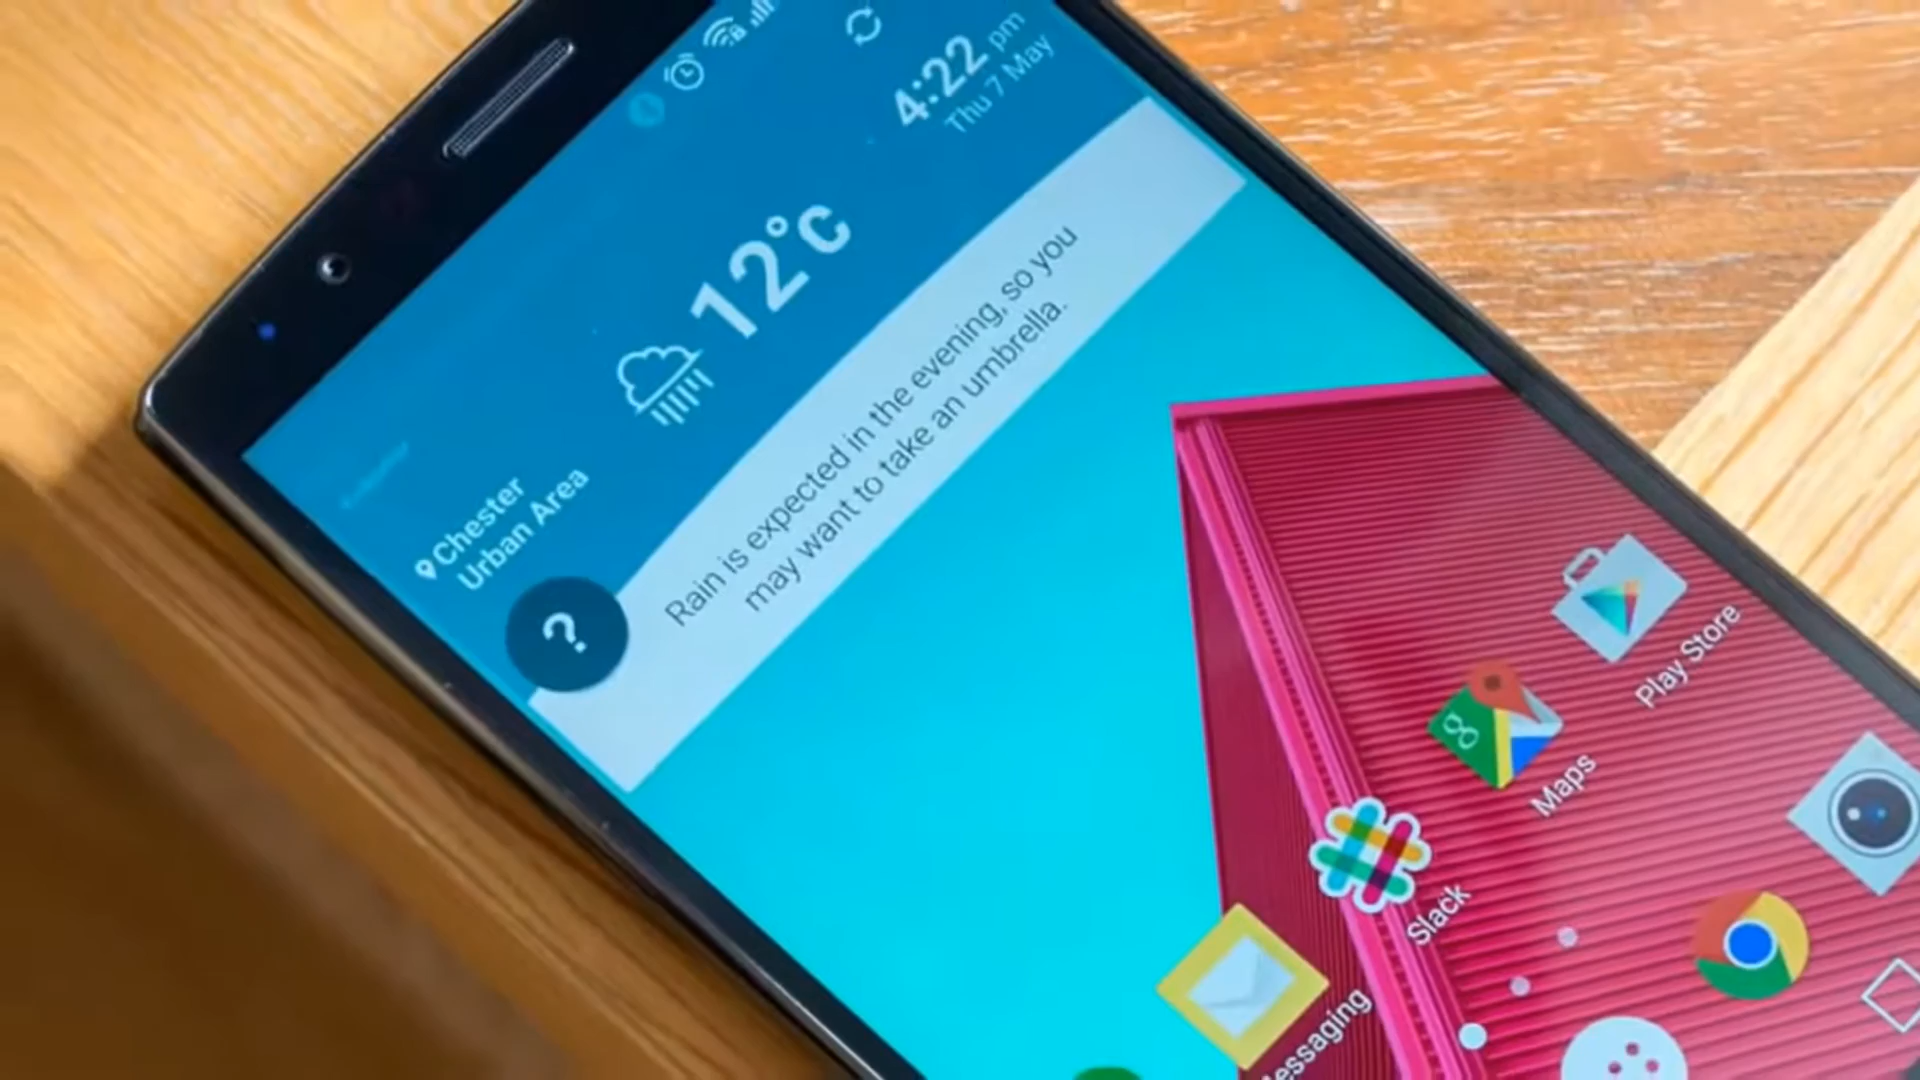 4:22 pm
Thu 7 May
12°C
Chester
Urban Area
?
Rain is expected in the evening, so you
may want to take an umbrella.
Play Store
g
Maps
Slack
essaging